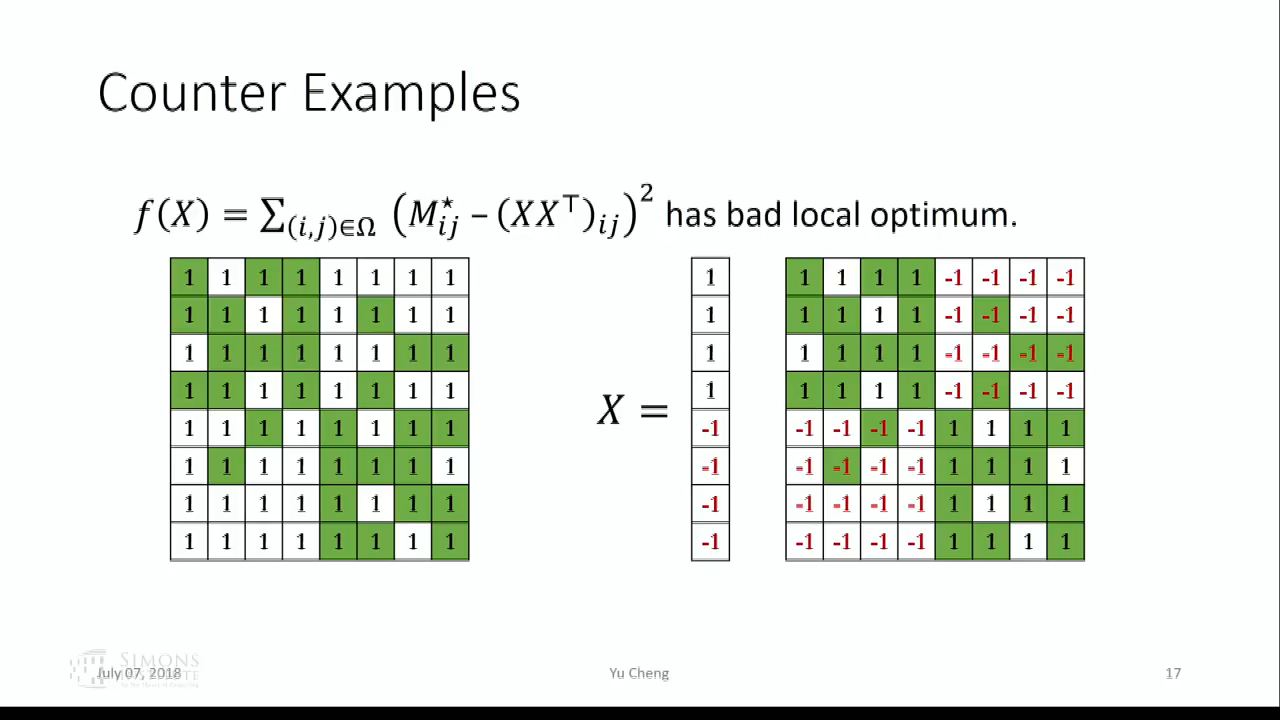 Counter Examples
f(X) = ∑(i,j)∈Ω (M⋆ij – (XX⊤)ij)² has bad local optimum.
1 1 1 1 1 1 1 1
1 1 1 1 1 1 1 1
1 1 1 1 1 1 1 1
1 1 1 1 1 1 1 1
1 1 1 1 1 1 1 1
1 1 1 1 1 1 1 1
1 1 1 1 1 1 1 1
1 1 1 1 1 1 1 1
X =
1
1
1
1
-1
-1
-1
-1
1 1 1 1 -1 -1 -1 -1
1 1 1 1 -1 -1 -1 -1
1 1 1 1 -1 -1 -1 -1
1 1 1 1 -1 -1 -1 -1
-1 -1 -1 -1 1 1 1 1
-1 -1 -1 -1 1 1 1 1
-1 -1 -1 -1 1 1 1 1
-1 -1 -1 -1 1 1 1 1
SIMONS
INSTITUTE
July 07, 2018
Yu Cheng
17